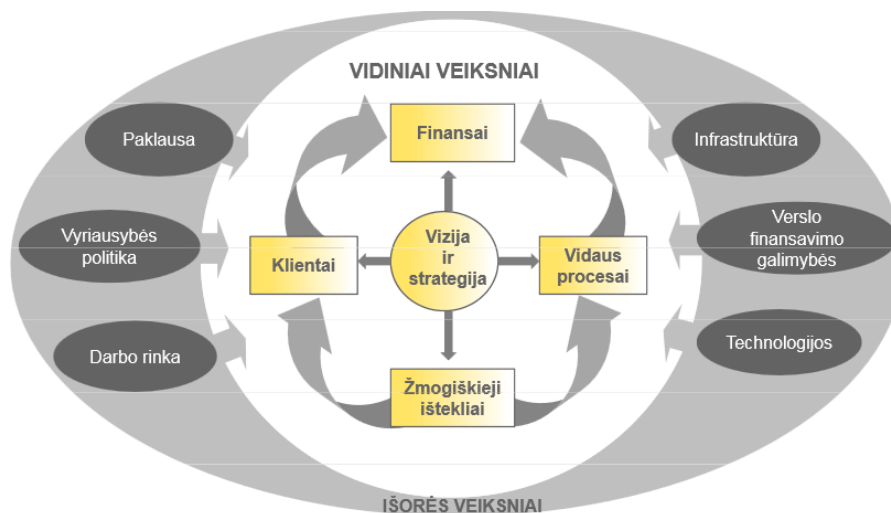 VIDINIAI VEIKSNIAI
Paklausa
Finansai
Infrastruktūra
Vyriausybės
politika
Klientai
Vizija
ir
strategija
Vidaus
procesai
Verslo
finansavimo
galimybės
Darbo rinka
Žmogiškieji
ištekliai
Technologijos
IŠORĖS VEIKSNIAI